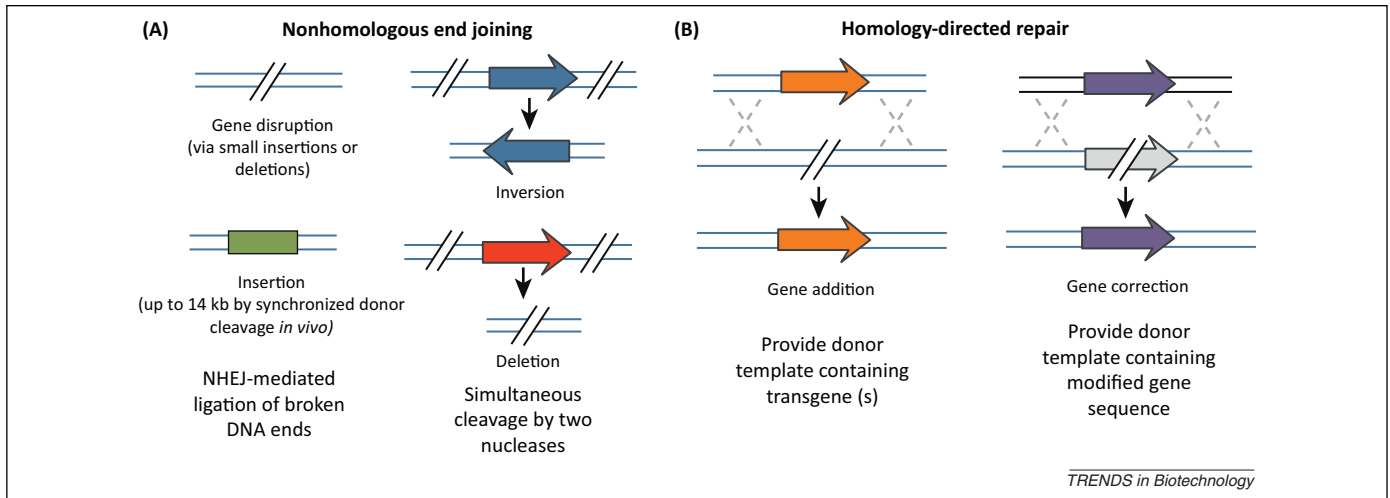 (A) Nonhomologous end joining
Gene disruption
(via small insertions or
deletions)
Inversion
Insertion
(up to 14 kb by synchronized donor
cleavage in vivo)
Deletion
NHEJ-mediated
ligation of broken
DNA ends
Simultaneous
cleavage by two
nucleases
(B) Homology-directed repair
Gene addition
Provide donor
template containing
transgene (s)
Gene correction
Provide donor
template containing
modified gene
sequence
TRENDS in Biotechnology